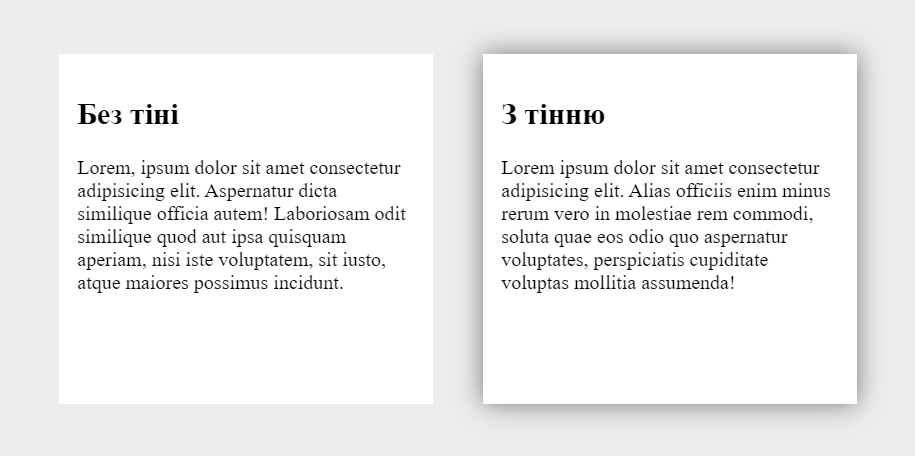 Без тіні
Lorem, ipsum dolor sit amet consectetur
adipisicing elit. Aspernatur dicta
similique officia autem! Laboriosam odit
similique quod aut ipsa quisquam
aperiam, nisi iste voluptatem, sit iusto,
atque maiores possimus incidunt.
З тінню
Lorem ipsum dolor sit amet consectetur
adipisicing elit. Alias officiis enim minus
rerum vero in molestiae rem commodi,
soluta quae eos odio quo aspernatur
voluptates, perspiciatis cupiditate
voluptas mollitia assumenda!